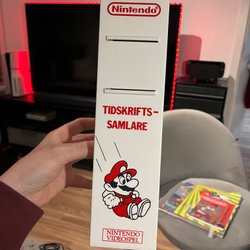 Nintendo
TIDSKRIFTS-
SAMLARE
NINTENDO
VIDEOSPEL